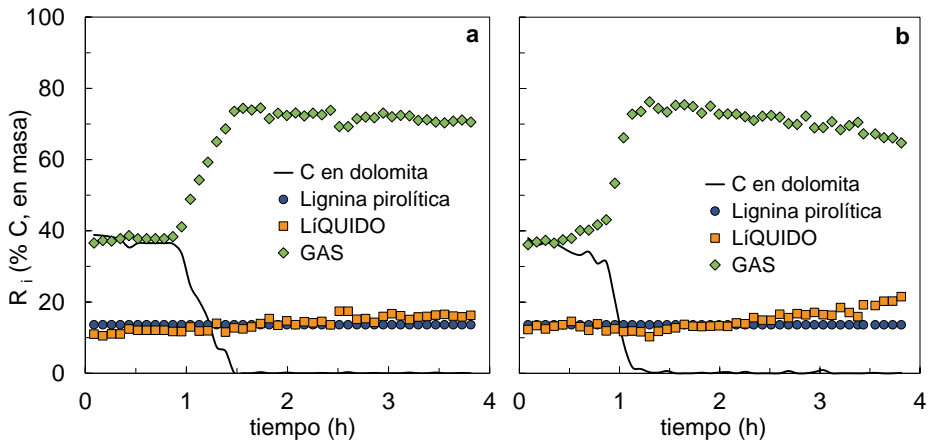 R i (% C, en masa)
100
80
60
40
20
0
a
C en dolomita
Lignina pirolítica
LíQUIDO
GAS
0 1 2 3 4
tiempo (h)
b
C en dolomita
Lignina pirolítica
LÍQUIDO
GAS
0 1 2 3 4
tiempo (h)